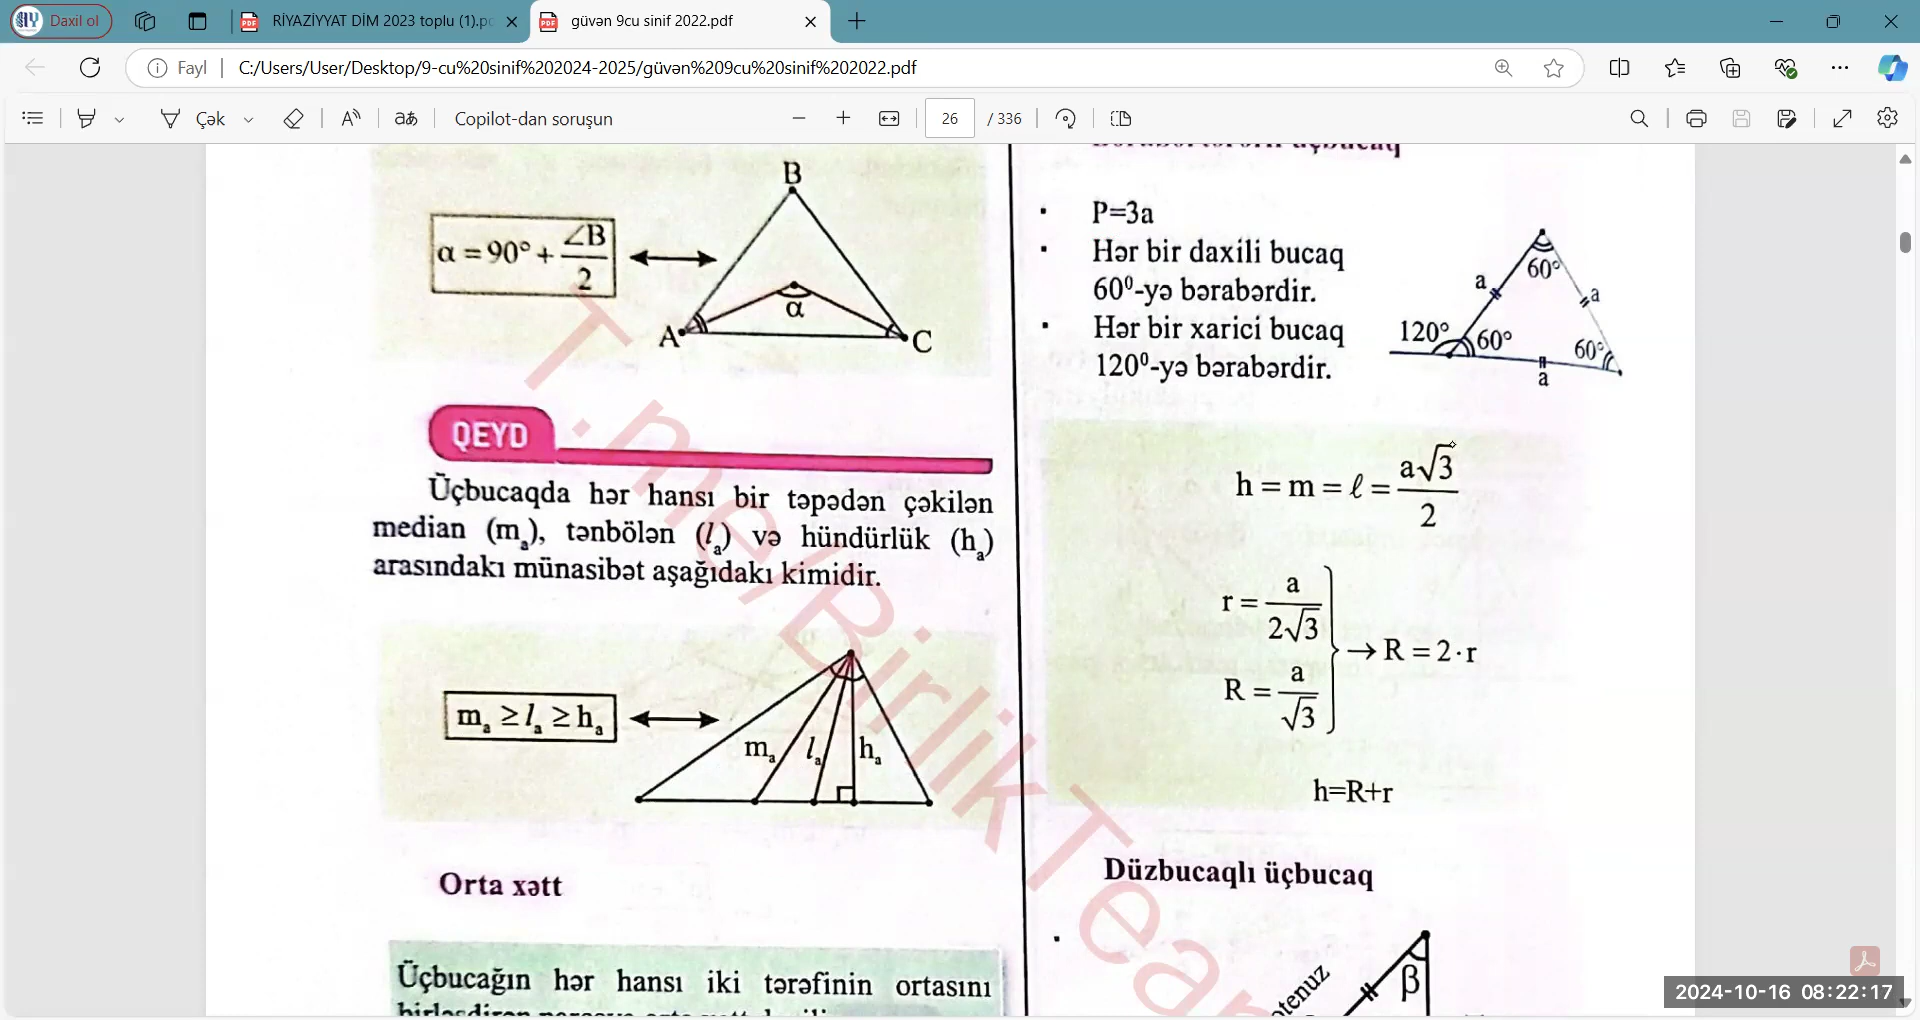 Daxil ol
RİYAZİYYAT DİM 2023 toplu (1).p
güvən 9cu sinif 2022.pdf
Fayl
C:/Users/User/Desktop/9-cu%20sinif%202024-2025/güvən%209cu%20sinif%202022.pdf
Çək
Copilot-dan soruşun
26 / 336
α = 90° + ∠B/2
B
α
A
C
QEYD
Üçbucaqda hər hansı bir təpədən çəkilən
median (mₐ), tənbölən (lₐ) və hündürlük (hₐ)
arasındakı münasibət aşağıdakı kimidir.
mₐ ≥ lₐ ≥ hₐ
mₐ lₐ hₐ
Orta xətt
Üçbucağın hər hansı iki tərəfinin ortasını
üçbucaq
• P=3a
• Hər bir daxili bucaq
60⁰-yə bərabərdir.
• Hər bir xarici bucaq
120⁰-yə bərabərdir.
60°
a
a
120°
60°
60°
a
h = m = ℓ = a√3/2
r = a/2√3
R = a/√3
→ R = 2·r
h=R+r
Düzbucaqlı üçbucaq
β
otenuz
T.me/BirlikTea
2024-10-16 08:22:17